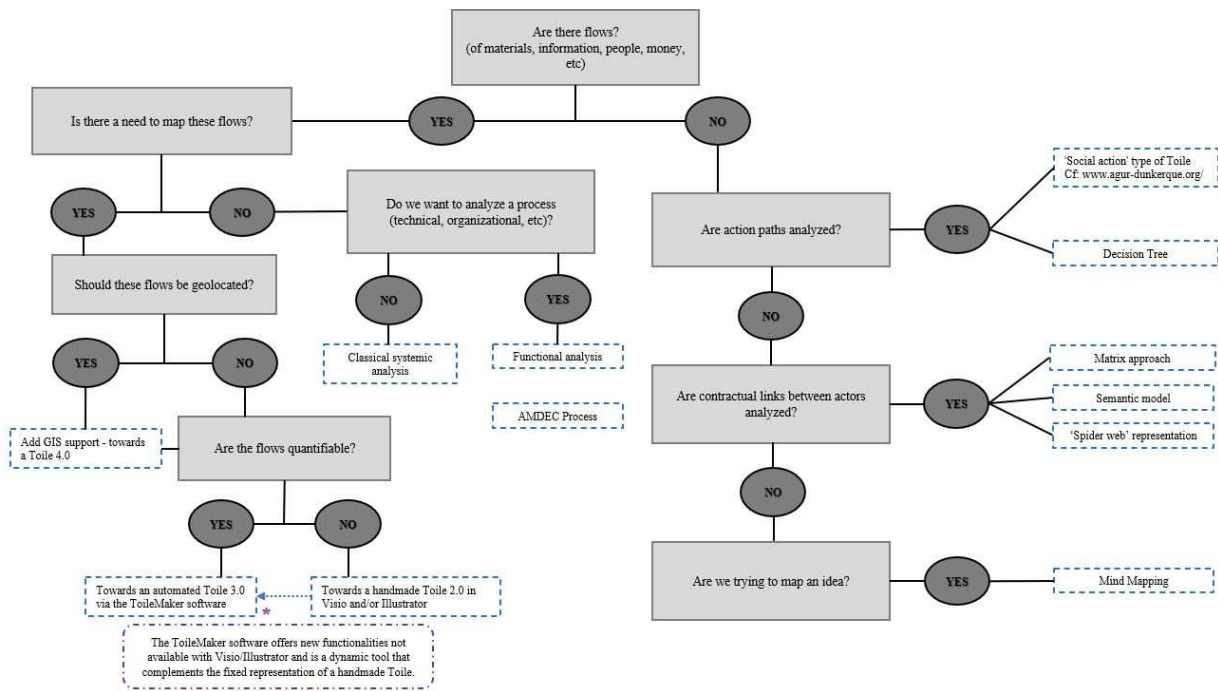 Are there flows?
(of materials, information, people, money,
etc)
Is there a need to map these flows?
YES
NO
'Social action' type of Toile
Cf: www.agur-dunkerque.org/
YES
NO
Do we want to analyze a process
(technical, organizational, etc)?
Are action paths analyzed?
YES
Decision Tree
Should these flows be geolocated?
NO
YES
NO
YES
NO
Classical systemic
analysis
Functional analysis
Matrix approach
Are contractual links between actors
analyzed?
YES
Semantic model
AMDEC Process
'Spider web' representation
Add GIS support - towards
a Toile 4.0
Are the flows quantifiable?
NO
YES
NO
Towards an automated Toile 3.0
via the ToileMaker software
Towards a handmade Toile 2.0 in
Visio and/or Illustrator
Are we trying to map an idea?
YES
Mind Mapping
*
The ToileMaker software offers new functionalities not
available with Visio/Illustrator and is a dynamic tool that
complements the fixed representation of a handmade Toile.